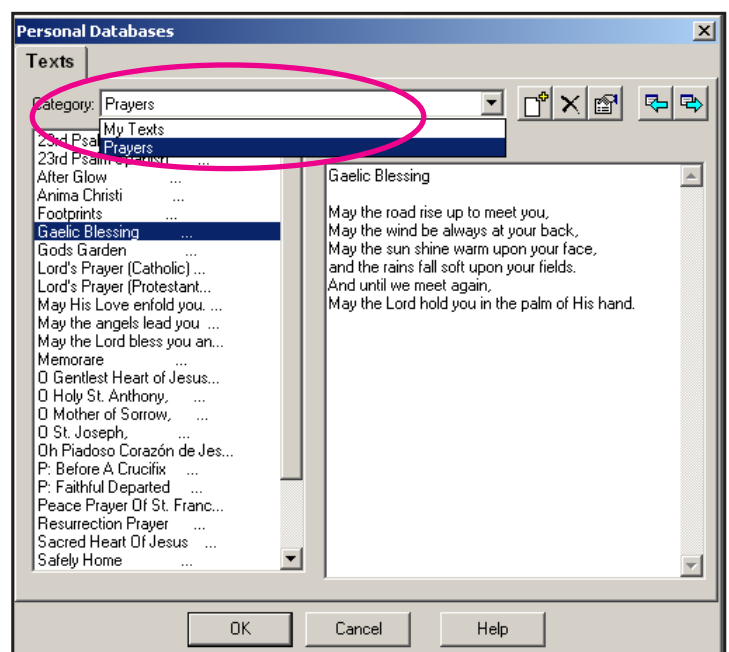 Personal Databases
Texts
Category: Prayers
My Texts
Prayers
23rd Psal
23rd Psalm Spanish ...
After Glow ...
Anima Christi ...
Footprints ...
Gaelic Blessing ...
Gods Garden ...
Lord's Prayer (Catholic) ...
Lord's Prayer (Protestant...
May His Love enfold you. ...
May the angels lead you ...
May the Lord bless you an...
Memorare ...
O Gentlest Heart of Jesus...
O Holy St. Anthony, ...
O Mother of Sorrow, ...
O St. Joseph, ...
Oh Piadoso Corazón de Jes...
P: Before A Crucifix ...
P: Faithful Departed ...
Peace Prayer Of St. Franc...
Resurrection Prayer ...
Sacred Heart Of Jesus ...
Safely Home ...
Gaelic Blessing
May the road rise up to meet you,
May the wind be always at your back,
May the sun shine warm upon your face,
and the rains fall soft upon your fields.
And until we meet again,
May the Lord hold you in the palm of His hand.
OK
Cancel
Help